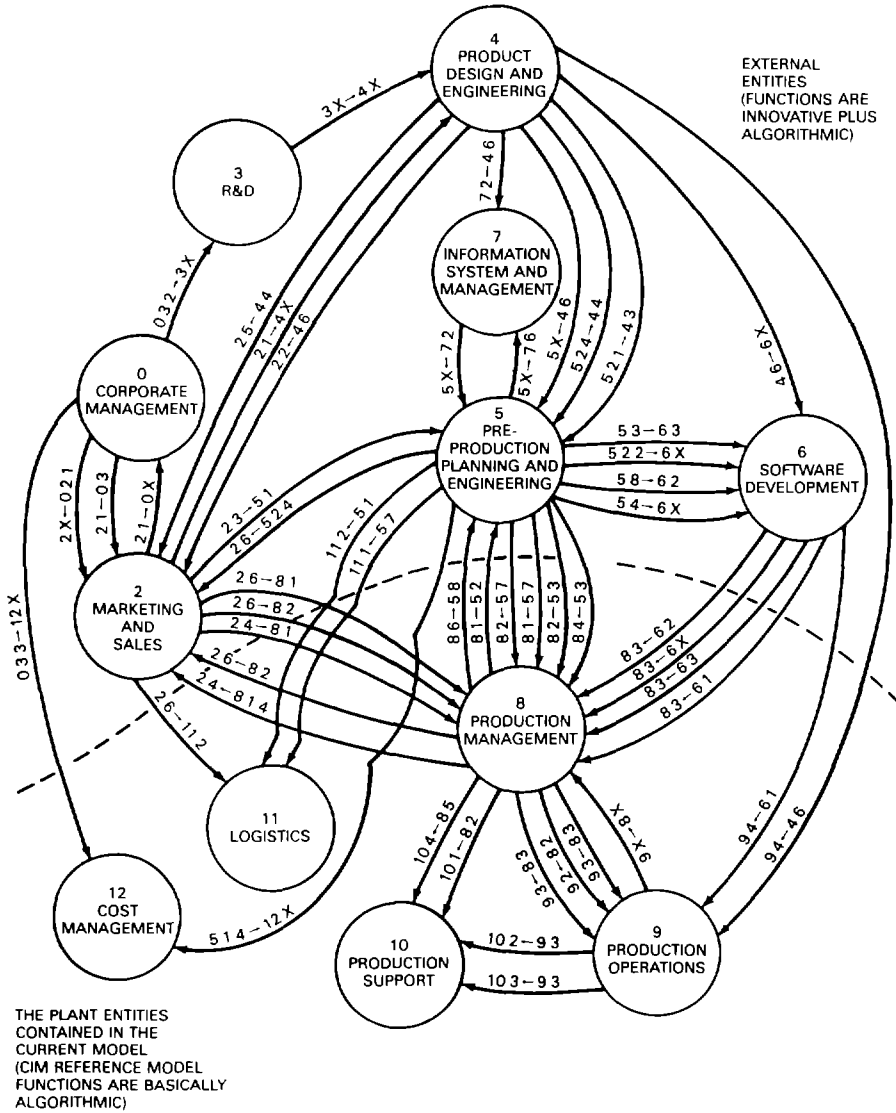 4
PRODUCT
DESIGN AND
ENGINEERING
EXTERNAL
ENTITIES
(FUNCTIONS ARE
INNOVATIVE PLUS
ALGORITHMIC)
3X-4X
3
R&D
72-46
7
INFORMATION
SYSTEM AND
MANAGEMENT
032-3X
25-44
21-4X
22-46
5X-46
524-44
521-43
46-6X
0
CORPORATE
MANAGEMENT
5X-72
5X-76
5
PRE-
PRODUCTION
PLANNING AND
ENGINEERING
53-63
522-6X
58-62
54-6X
6
SOFTWARE
DEVELOPMENT
2X-021
21-03
21-0X
23-51
26-524
112-51
111-57
033-12X
2
MARKETING
AND
SALES
26-81
26-82
24-81
26-82
24-814
86-58
81-52
82-57
81-57
82-53
84-53
83-62
83-6X
83-63
83-61
26-112
8
PRODUCTION
MANAGEMENT
11
LOGISTICS
104-85
101-82
93-83
92-82
93-83
9X-8X
94-61
94-46
12
COST
MANAGEMENT
514-12X
10
PRODUCTION
SUPPORT
102-93
103-93
9
PRODUCTION
OPERATIONS
THE PLANT ENTITIES
CONTAINED IN THE
CURRENT MODEL
(CIM REFERENCE MODEL
FUNCTIONS ARE BASICALLY
ALGORITHMIC)